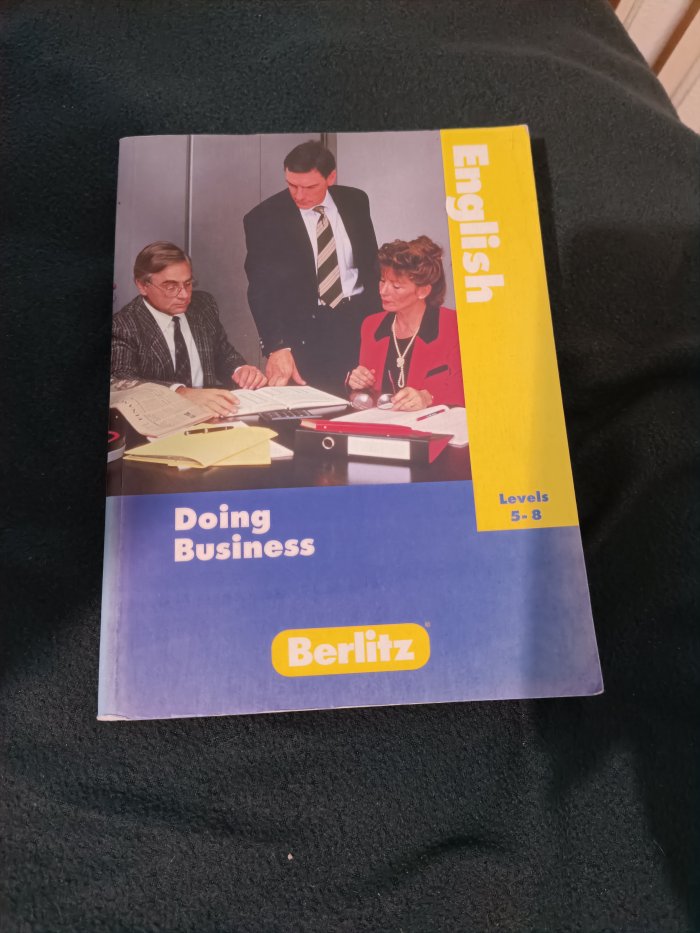 English
Levels
5-8
Doing
Business
Berlitz